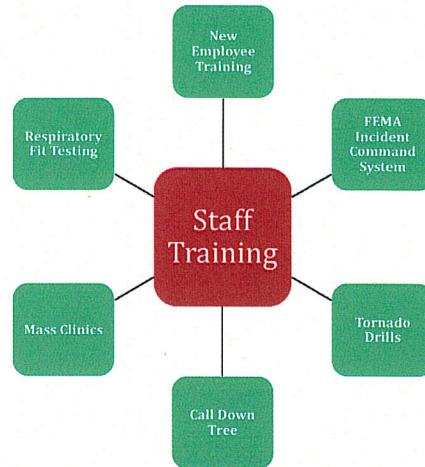 New
Employee
Training
Respiratory
Fit Testing
FEMA
Incident
Command
System
Staff
Training
Mass Clinics
Tornado
Drills
Call Down
Tree